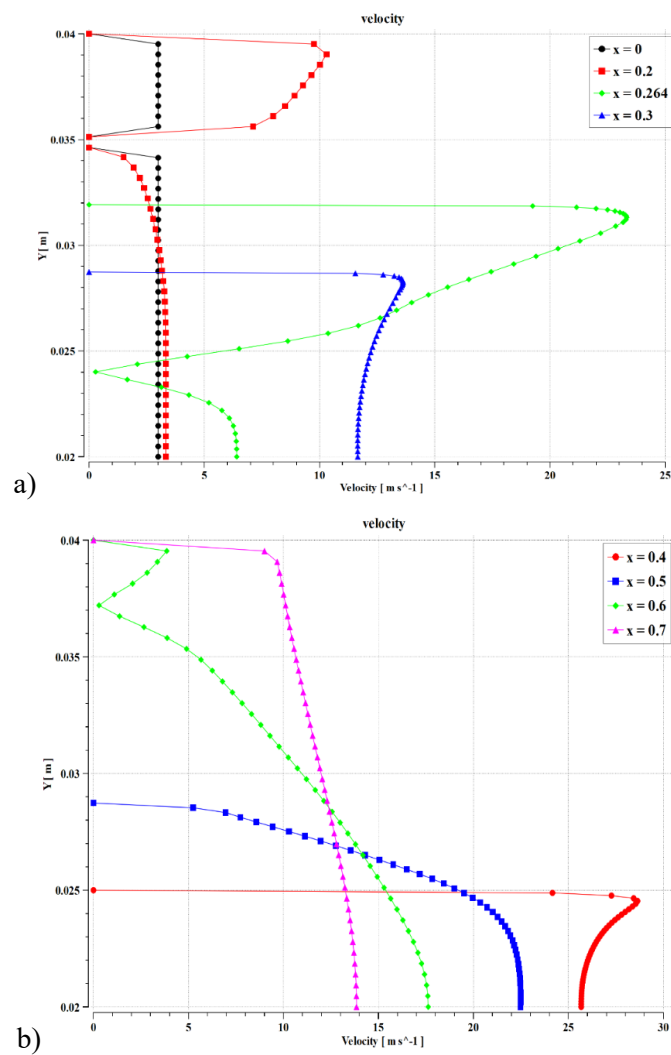 velocity
0.04
0.035
0.03
0.025
0.02
Y [ m ]
x = 0
x = 0.2
x = 0.264
x = 0.3
0 5 10 15 20 25
Velocity [ m s^-1 ]
a)
velocity
0.04
0.035
0.03
0.025
0.02
Y [ m ]
x = 0.4
x = 0.5
x = 0.6
x = 0.7
0 5 10 15 20 25 30
Velocity [ m s^-1 ]
b)